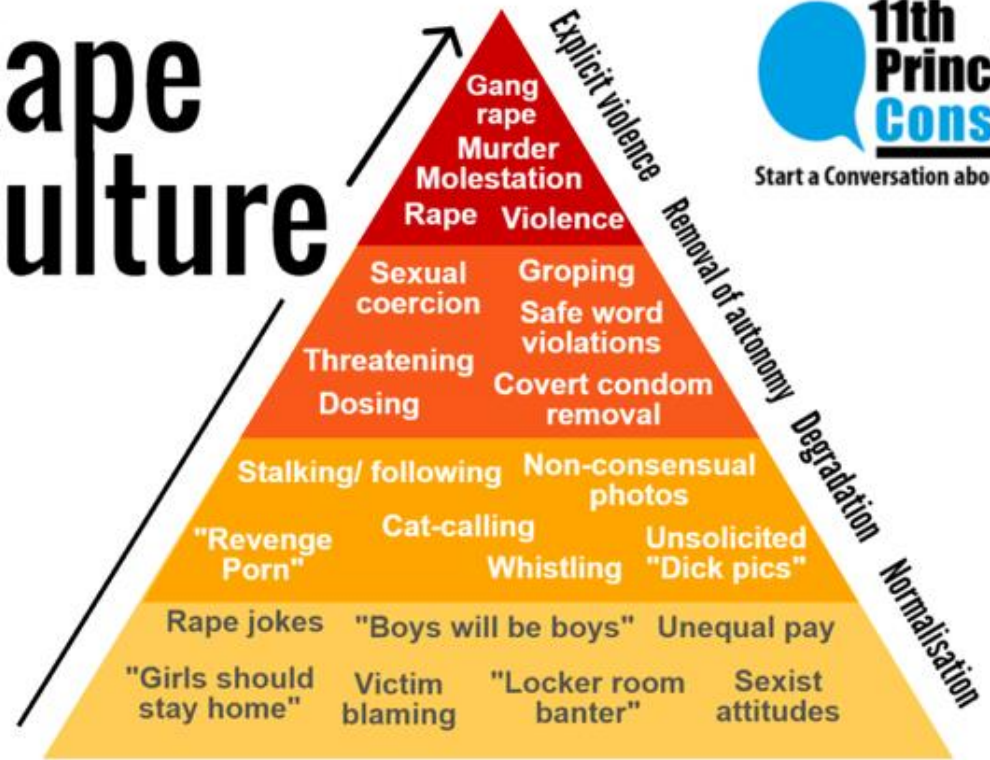 ape
ulture
11th
Princ
Cons
Start a Conversation abo
Explicit violence
Removal of autonomy
Degradation
Normalisation
Gang
rape
Murder
Molestation
Rape Violence
Sexual
coercion
Groping
Safe word
violations
Threatening
Dosing
Covert condom
removal
Stalking/ following
Non-consensual
photos
Cat-calling
"Revenge
Porn"
Whistling
Unsolicited
"Dick pics"
Rape jokes
"Boys will be boys"
Unequal pay
"Girls should
stay home"
Victim
blaming
"Locker room
banter"
Sexist
attitudes